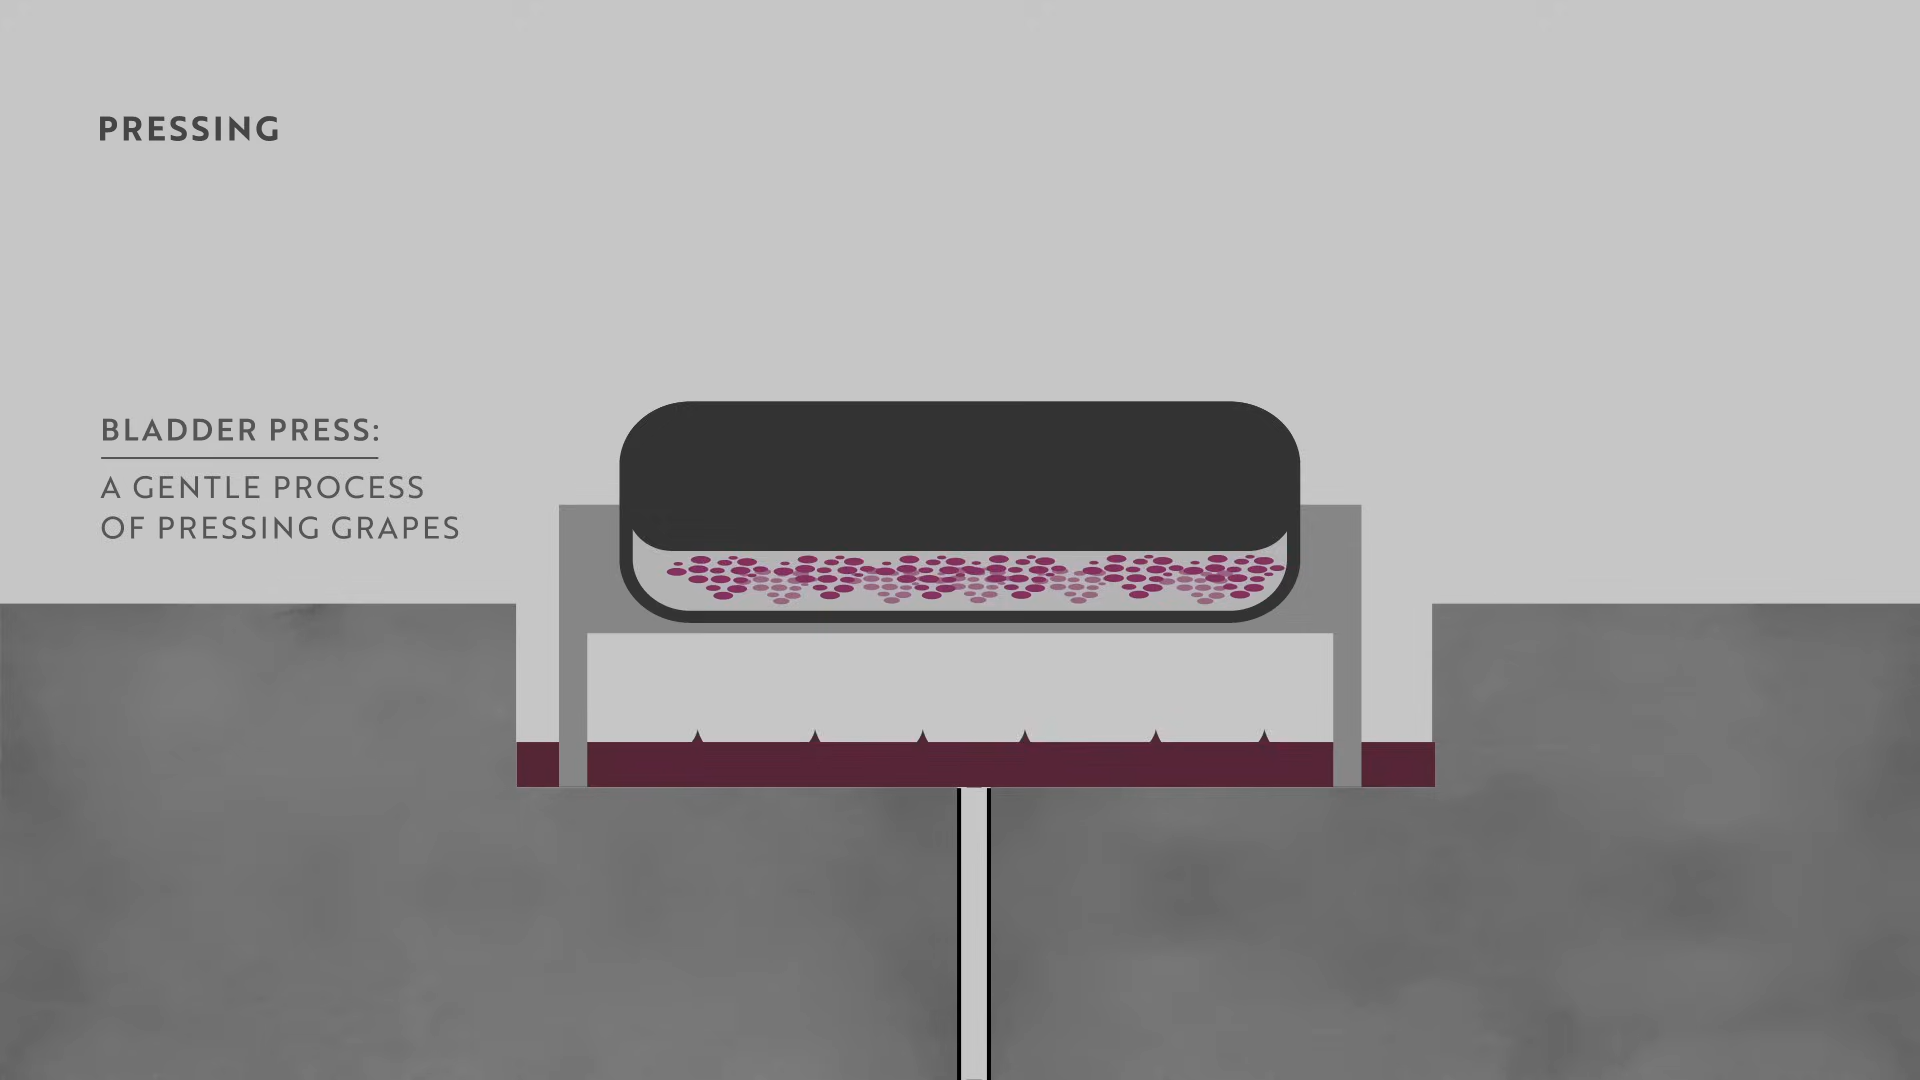 PRESSING
BLADDER PRESS:
A GENTLE PROCESS
OF PRESSING GRAPES